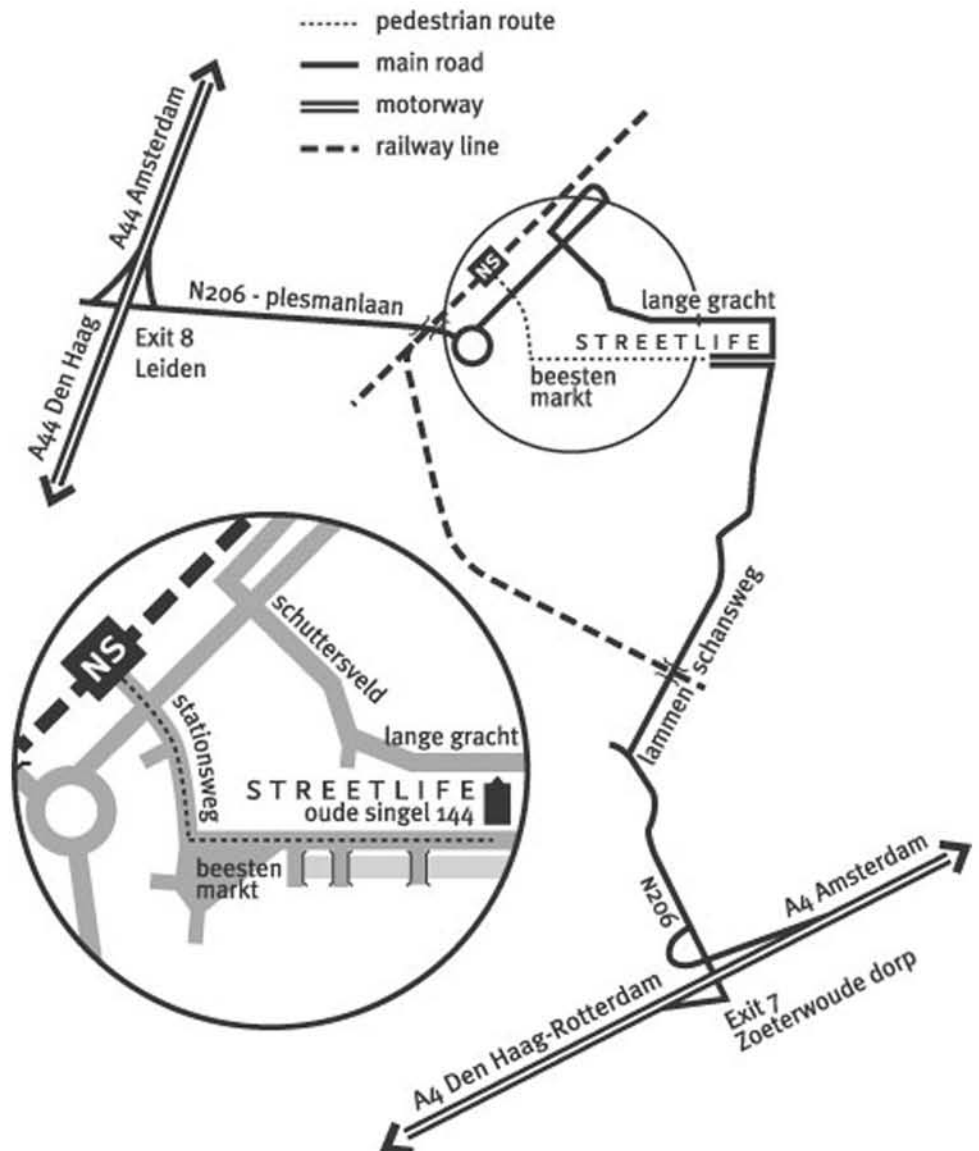 pedestrian route
main road
motorway
railway line
A44 Amsterdam
A44 Den Haag
N206 - plesmanlaan
Exit 8
Leiden
NS
lange gracht
STREETLIFE
beesten
markt
lammen schansweg
NS
schuttersveld
stationsweg
lange gracht
STREETLIFE
oude singel 144
beesten
markt
N206
A4 Amsterdam
A4 Den Haag-Rotterdam
Exit 7
Zoeterwoude dorp